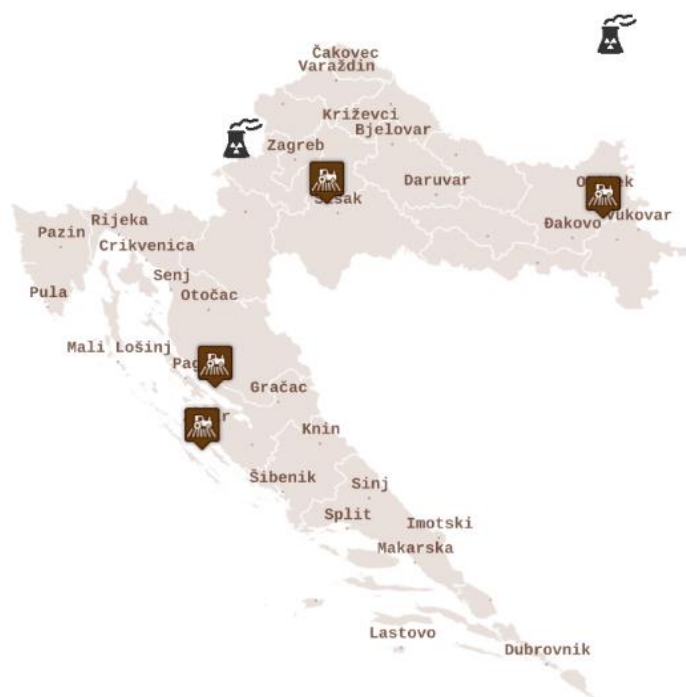 Čakovec
Varaždin
Križevci
Bjelovar
Zagreb
Daruvar
Vukovar
Đakovo
Rijeka
Pazin
Crikvenica
Senj
Pula
Otočac
Mali Lošinj
Gračac
Knin
Šibenik
Sinj
Split
Imotski
Makarska
Lastovo
Dubrovnik